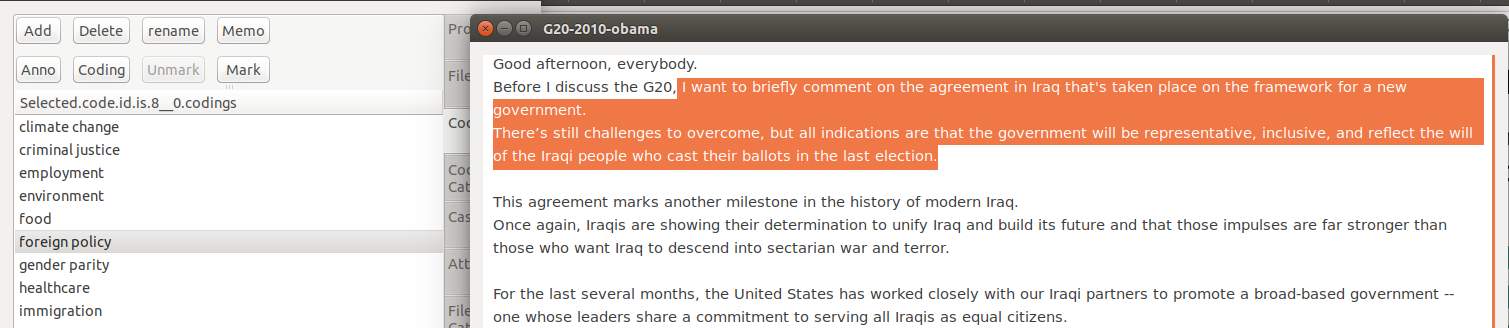 Add Delete rename Memo
Anno Coding Unmark Mark
Selected.code.id.is.8__0.codings
climate change
criminal justice
employment
environment
food
foreign policy
gender parity
healthcare
immigration
Pro
File
Coo
Coo
Cat
Cas
Att
File
Cat
G20-2010-obama
Good afternoon, everybody.
Before I discuss the G20, I want to briefly comment on the agreement in Iraq that's taken place on the framework for a new
government.
There’s still challenges to overcome, but all indications are that the government will be representative, inclusive, and reflect the will
of the Iraqi people who cast their ballots in the last election.
This agreement marks another milestone in the history of modern Iraq.
Once again, Iraqis are showing their determination to unify Iraq and build its future and that those impulses are far stronger than
those who want Iraq to descend into sectarian war and terror.
For the last several months, the United States has worked closely with our Iraqi partners to promote a broad-based government --
one whose leaders share a commitment to serving all Iraqis as equal citizens.